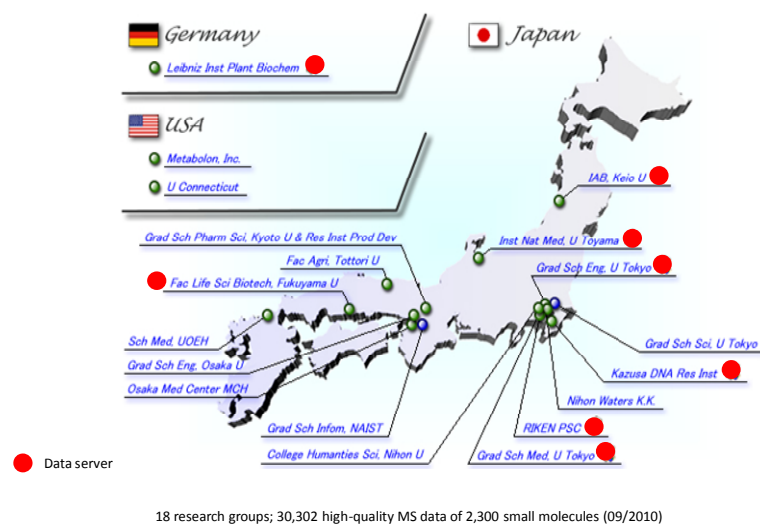 Germany
Japan
Leibniz Inst Plant Biochem
USA
Metabolon, Inc.
U Connecticut
IAB, Keio U
Grad Sch Pharm Sci, Kyoto U & Res Inst Prod Dev
Inst Nat Med, U Toyama
Fac Agri, Tottori U
Grad Sch Eng, U Tokyo
Fac Life Sci Biotech, Fukuyama U
Sch Med, UOEH
Grad Sch Sci, U Tokyo
Grad Sch Eng, Osaka U
Kazusa DNA Res Inst
Osaka Med Center MCH
Nihon Waters K.K.
Grad Sch Infom, NAIST
RIKEN PSC
College Humanties Sci, Nihon U
Grad Sch Med, U Tokyo
Data server
18 research groups; 30,302 high-quality MS data of 2,300 small molecules (09/2010)